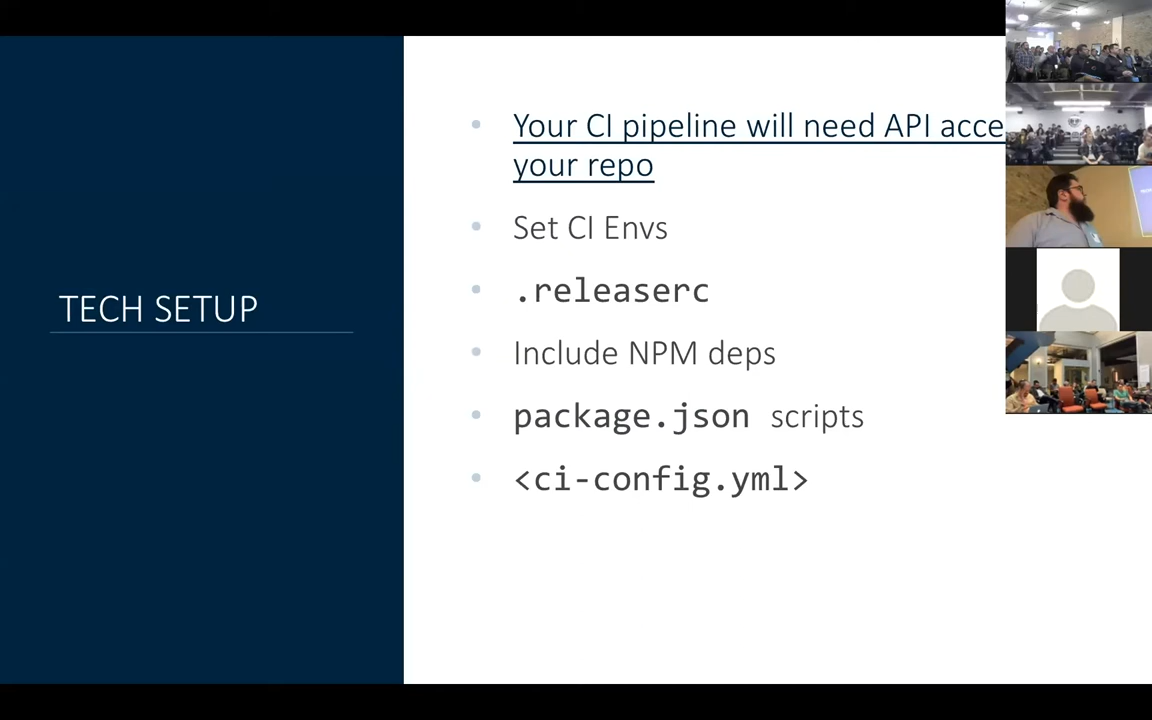 TECH SETUP
Your CI pipeline will need API acce
your repo
Set CI Envs
.releaserc
Include NPM deps
package.json scripts
<ci-config.yml>